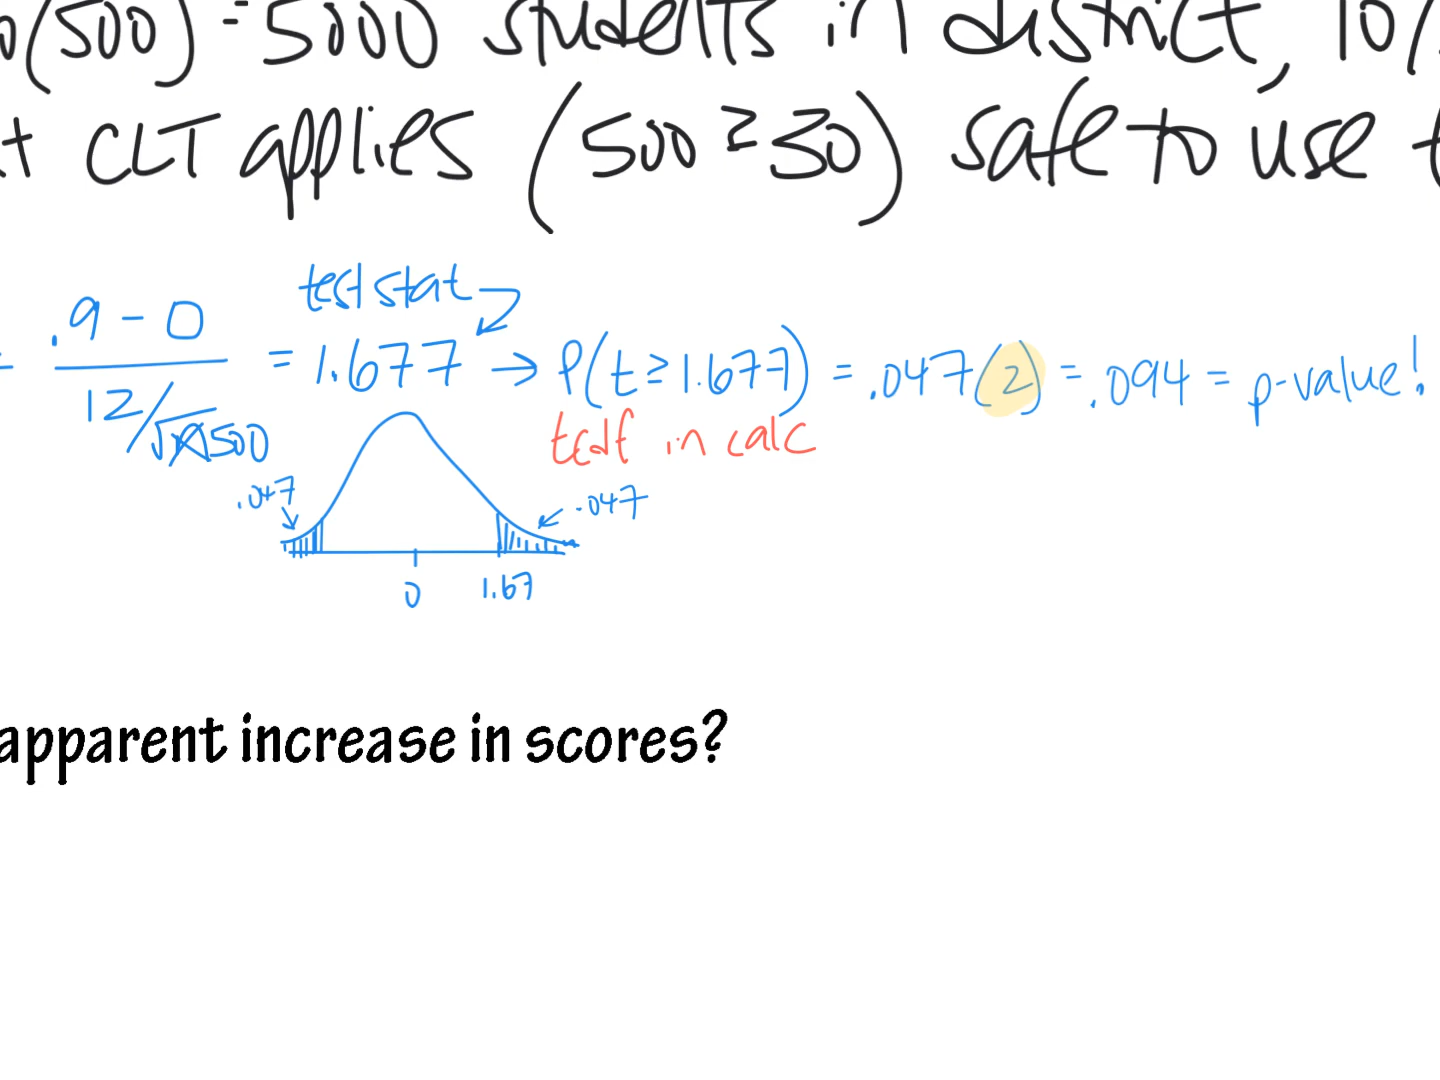 0(500) = 5000 students in district, 10/
t CLT applies (500 ≥ 30) safe to use t
test stat
= .9 - 0 / 12/√n 500 = 1.677 → P(t ≥ 1.677) = .047(2) = .094 = p-value!
tcdf in calc
.047 .047
0 1.67
apparent increase in scores?